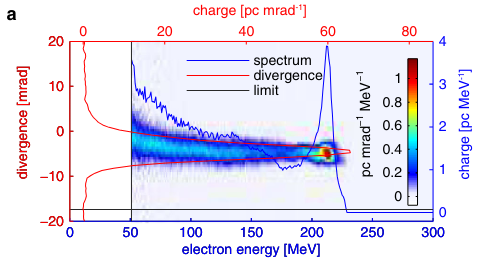 a
charge [pc mrad⁻¹]
0 20 40 60 80
20
10
0
−10
−20
divergence [mrad]
spectrum
divergence
limit
1
0.8
0.6
0.4
0.2
0
pc mrad⁻¹ MeV⁻¹
4
3
2
1
0
charge [pc MeV⁻¹]
0 50 100 150 200 250 300
electron energy [MeV]